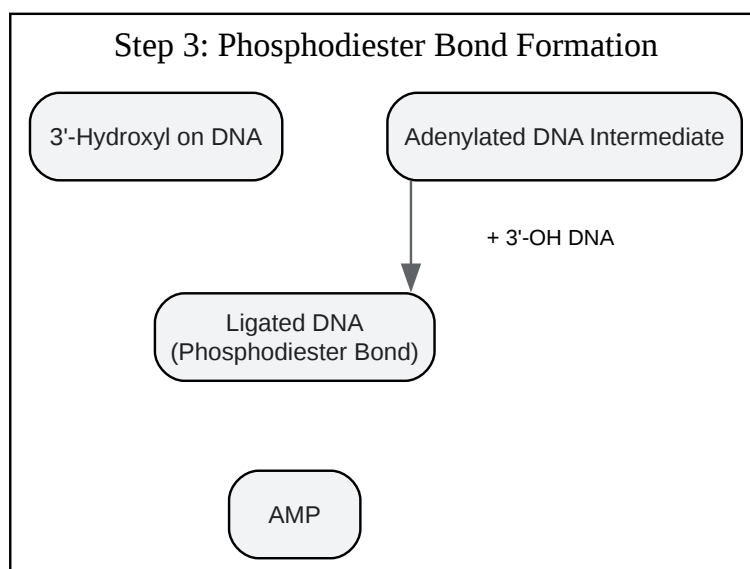 Step 3: Phosphodiester Bond Formation
3'-Hydroxyl on DNA
Adenylated DNA Intermediate
+ 3'-OH DNA
Ligated DNA
(Phosphodiester Bond)
AMP